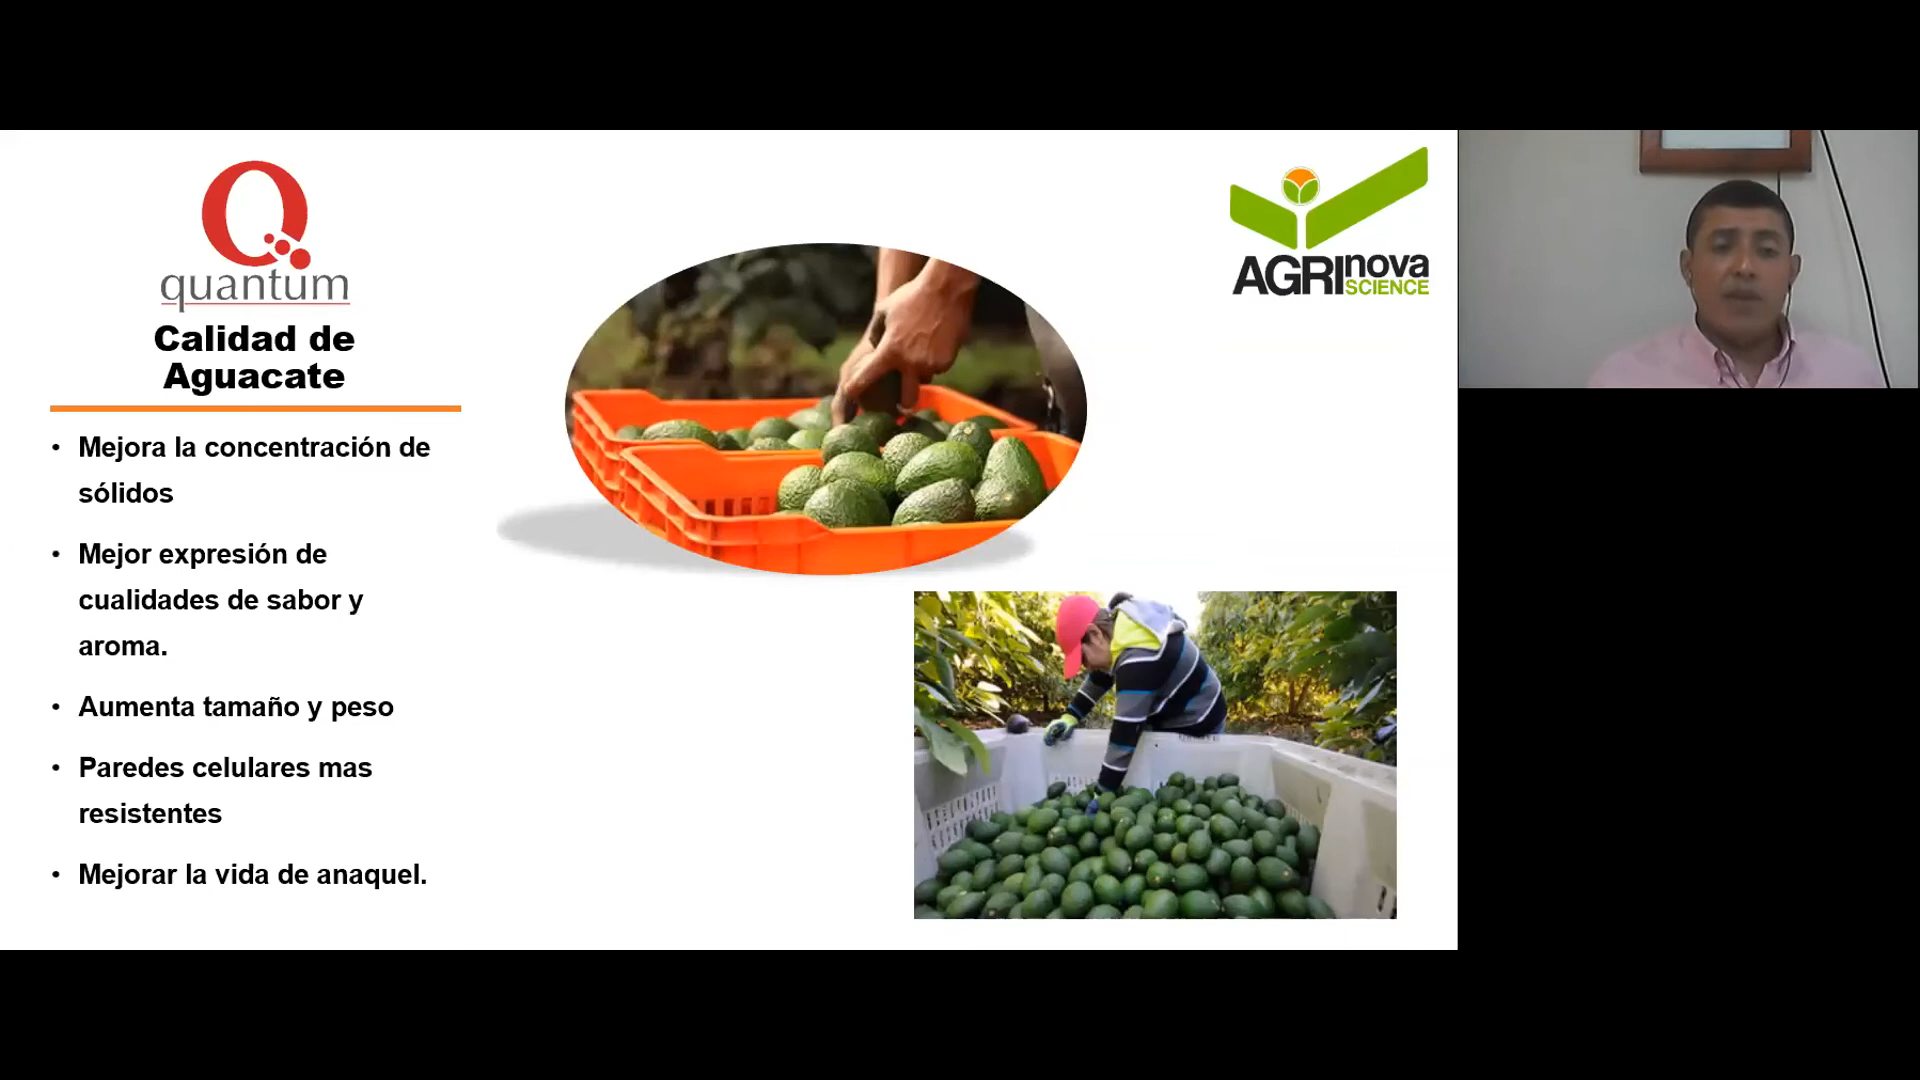 quantum
Calidad de
Aguacate
• Mejora la concentración de
sólidos
• Mejor expresión de
cualidades de sabor y
aroma.
• Aumenta tamaño y peso
• Paredes celulares mas
resistentes
• Mejorar la vida de anaquel.
AGRInova
SCIENCE